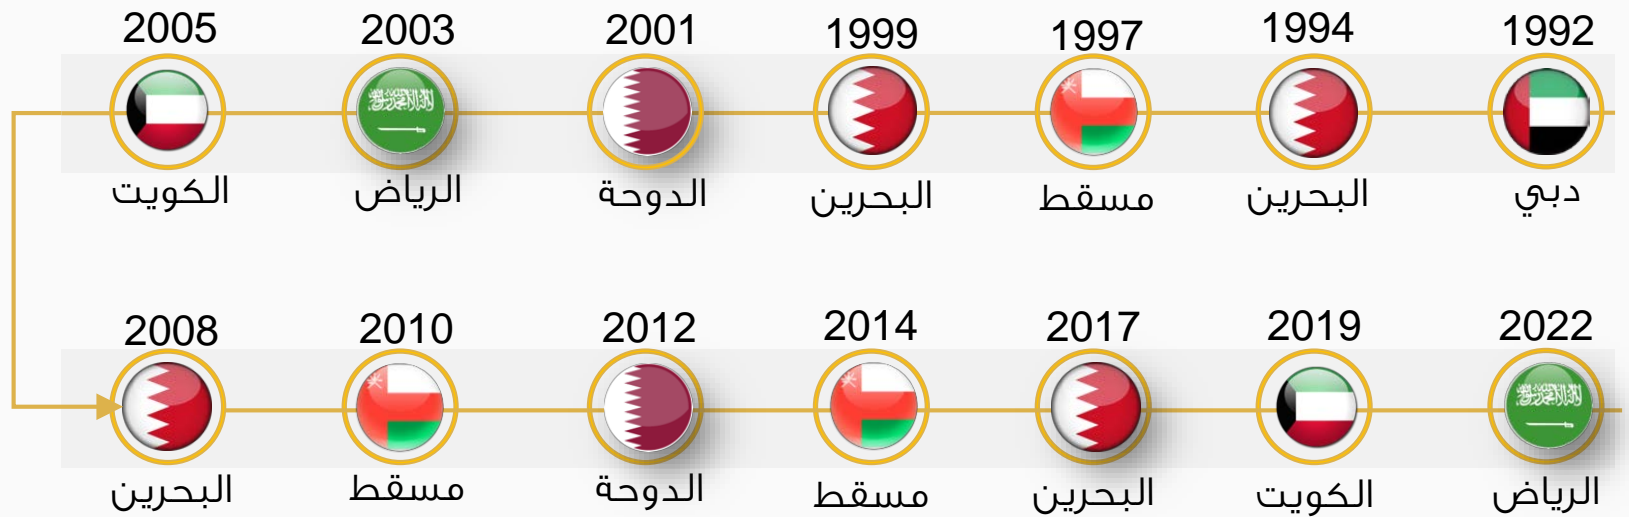 1992 1994 1997 1999 2001 2003 2005
دبي البحرين مسقط البحرين الدوحة الرياض الكويت
2008 2010 2012 2014 2017 2019 2022
البحرين مسقط الدوحة مسقط البحرين الكويت الرياض